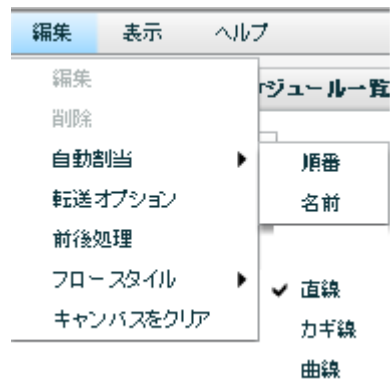 編集 表示 ヘルプ
編集
ジュール一覧
削除
自動割当
順番
転送オプション
名前
前後処理
フロースタイル
直線
キャンバスをクリア
カギ線
曲線